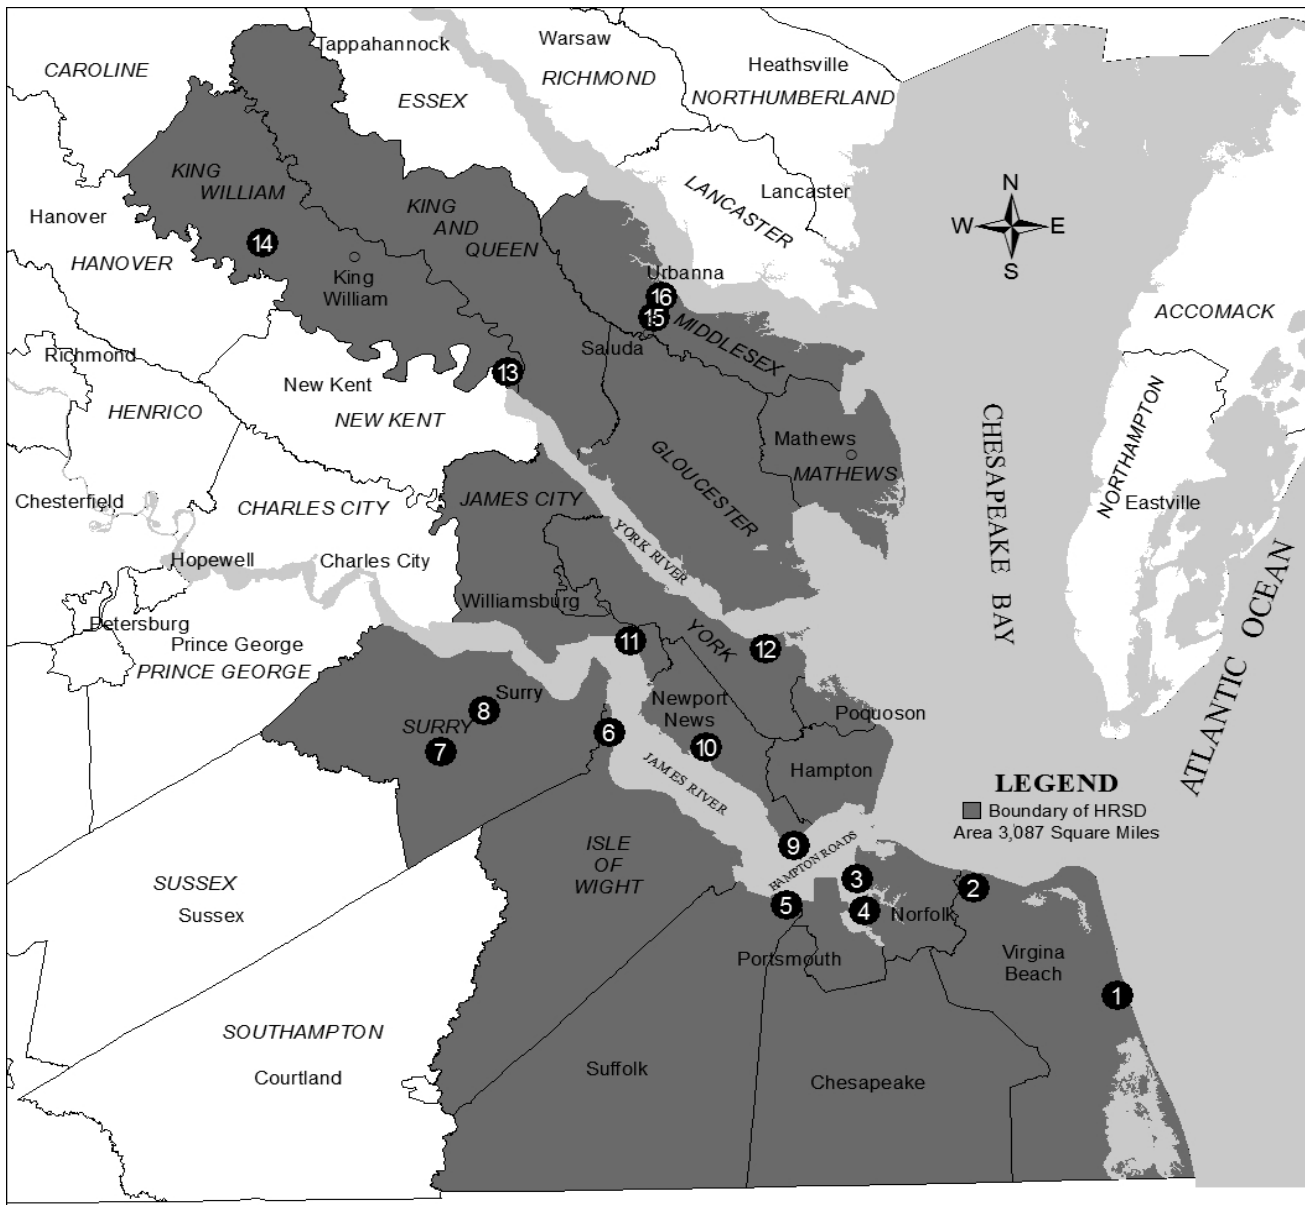 Tappahannock
Warsaw
CAROLINE
RICHMOND
Heathsville
ESSEX
NORTHUMBERLAND
KING
WILLIAM
LANCASTER
Lancaster
N
W E
S
Hanover
HANOVER
KING
AND
QUEEN
14
King
William
Urbanna
16
15
MIDDLESEX
Saluda
ACCOMACK
Richmond
HENRICO
New Kent
NEW KENT
13
NORTHAMPTON
Eastville
CHESAPEAKE BAY
Mathews
MATHEWS
GLOUCESTER
Chesterfield
CHARLES CITY
JAMES CITY
YORK RIVER
Hopewell
Charles City
Williamsburg
ATLANTIC OCEAN
Petersburg
Prince George
PRINCE GEORGE
11
YORK
12
Surry
8
SURRY
7
6
Newport
News
10
Poquoson
Hampton
JAMES RIVER
LEGEND
Boundary of HRSD
Area 3,087 Square Miles
ISLE
OF
WIGHT
9
HAMPTON ROADS
3
2
5
4
Norfolk
SUSSEX
Sussex
Portsmouth
Virgina
Beach
1
SOUTHAMPTON
Courtland
Suffolk
Chesapeake